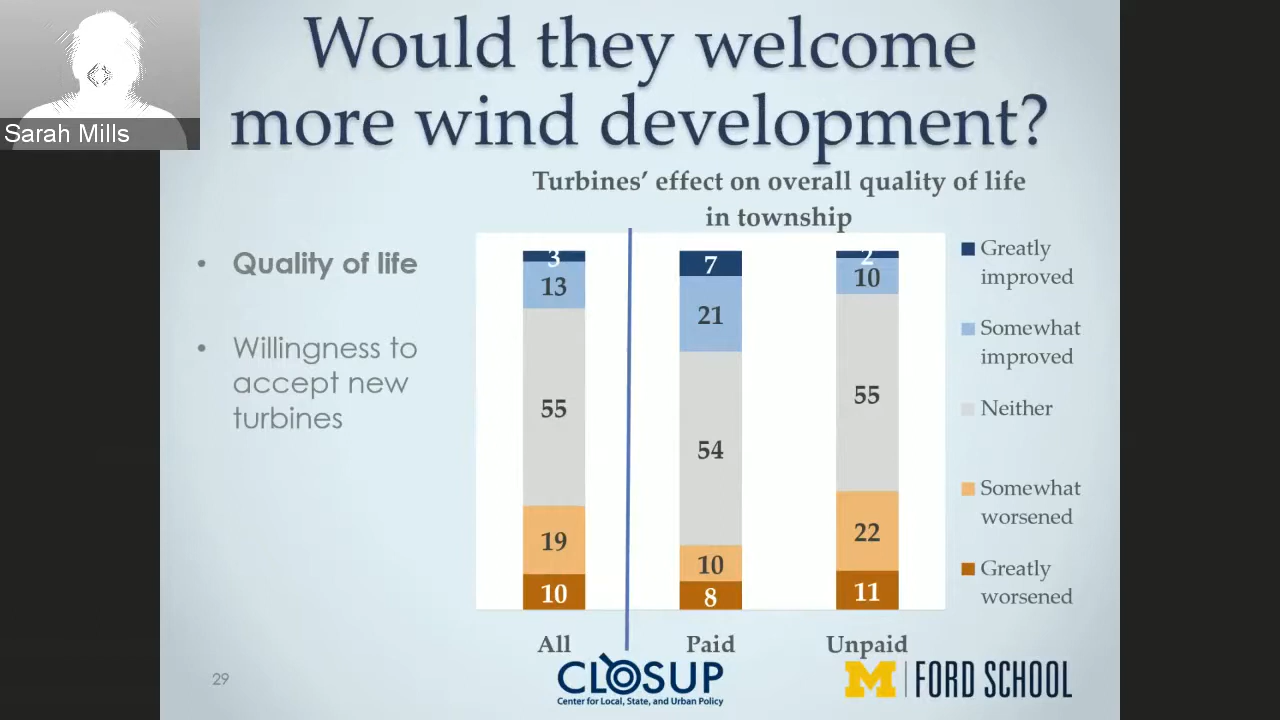 Sarah Mills
Would they welcome
more wind development?
• Quality of life
• Willingness to
accept new
turbines
Turbines’ effect on overall quality of life
in township
3
13
55
19
10
All
7
21
54
10
8
Paid
2
10
55
22
11
Unpaid
Greatly
improved
Somewhat
improved
Neither
Somewhat
worsened
Greatly
worsened
29
CLOSUP
Center for Local, State, and Urban Policy
M FORD SCHOOL